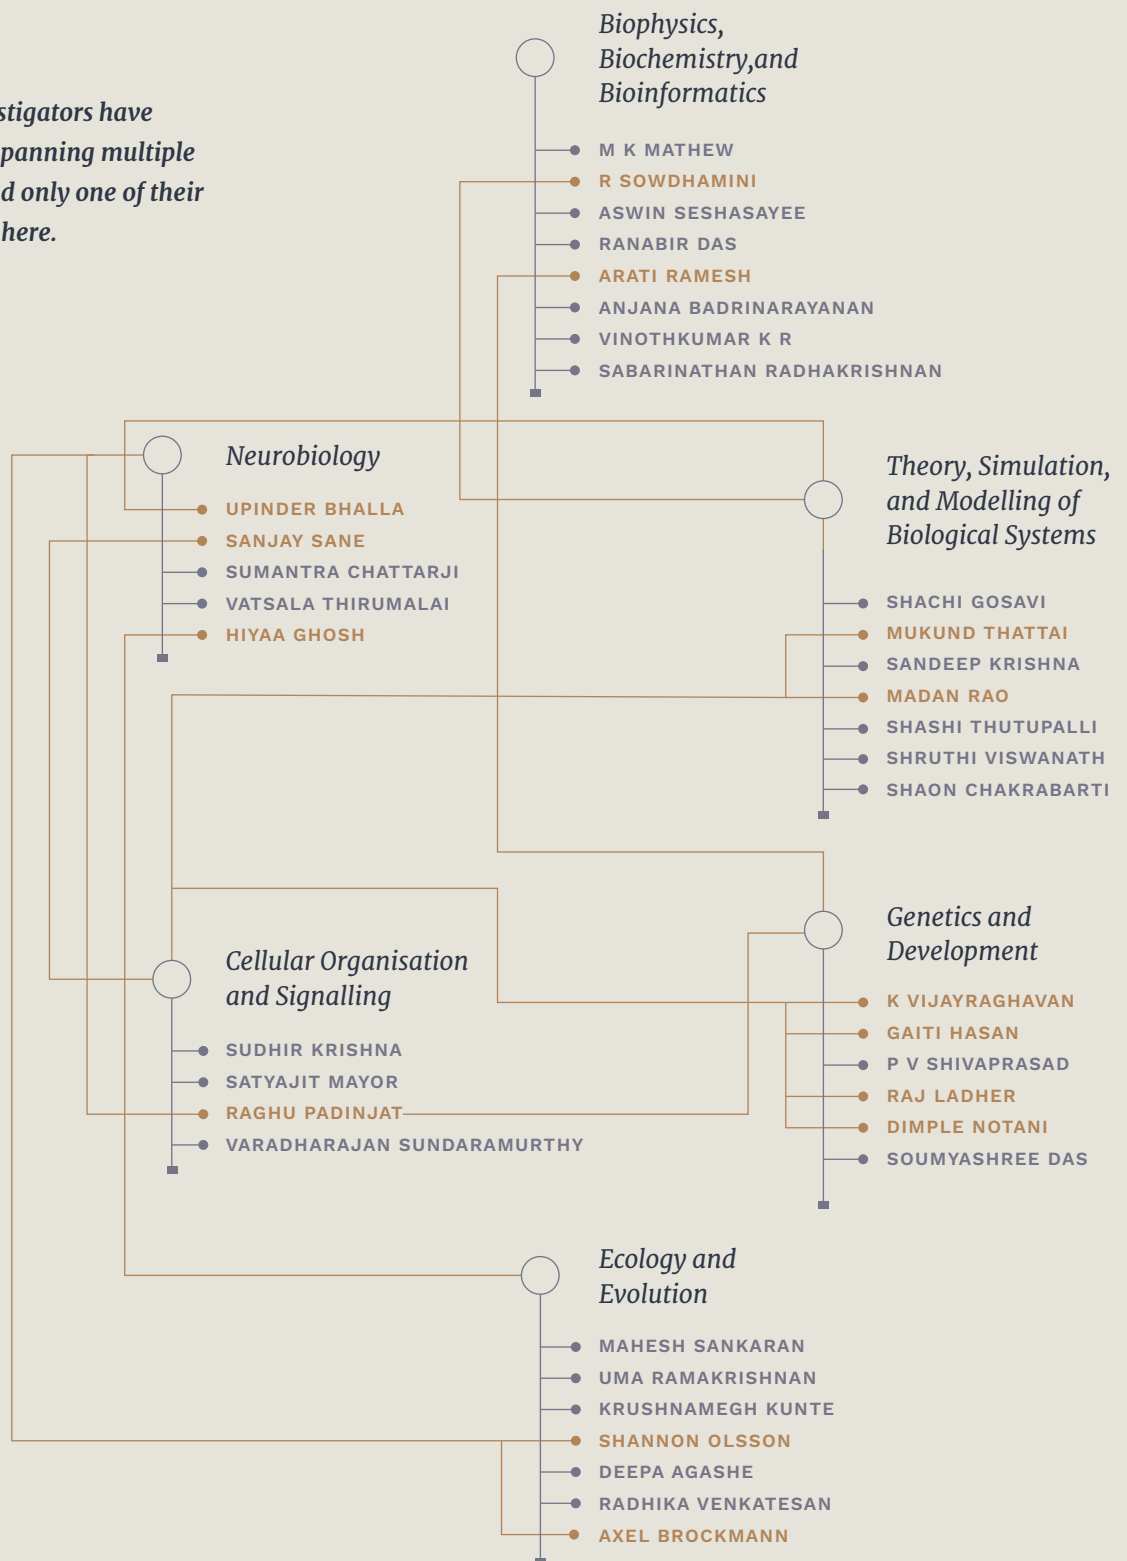 Biophysics,
Biochemistry,and
Bioinformatics
stigators have
panning multiple
d only one of their
here.
M K MATHEW
R SOWDHAMINI
ASWIN SESHASAYEE
RANABIR DAS
ARATI RAMESH
ANJANA BADRINARAYANAN
VINOTHKUMAR K R
SABARINATHAN RADHAKRISHNAN
Neurobiology
UPINDER BHALLA
SANJAY SANE
SUMANTRA CHATTARJI
VATSALA THIRUMALAI
HIYAA GHOSH
Theory, Simulation,
and Modelling of
Biological Systems
SHACHI GOSAVI
MUKUND THATTAI
SANDEEP KRISHNA
MADAN RAO
SHASHI THUTUPALLI
SHRUTHI VISWANATH
SHAON CHAKRABARTI
Cellular Organisation
and Signalling
SUDHIR KRISHNA
SATYAJIT MAYOR
RAGHU PADINJAT
VARADHARAJAN SUNDARAMURTHY
Genetics and
Development
K VIJAYRAGHAVAN
GAITI HASAN
P V SHIVAPRASAD
RAJ LADHER
DIMPLE NOTANI
SOUMYASHREE DAS
Ecology and
Evolution
MAHESH SANKARAN
UMA RAMAKRISHNAN
KRUSHNAMEGH KUNTE
SHANNON OLSSON
DEEPA AGASHE
RADHIKA VENKATESAN
AXEL BROCKMANN